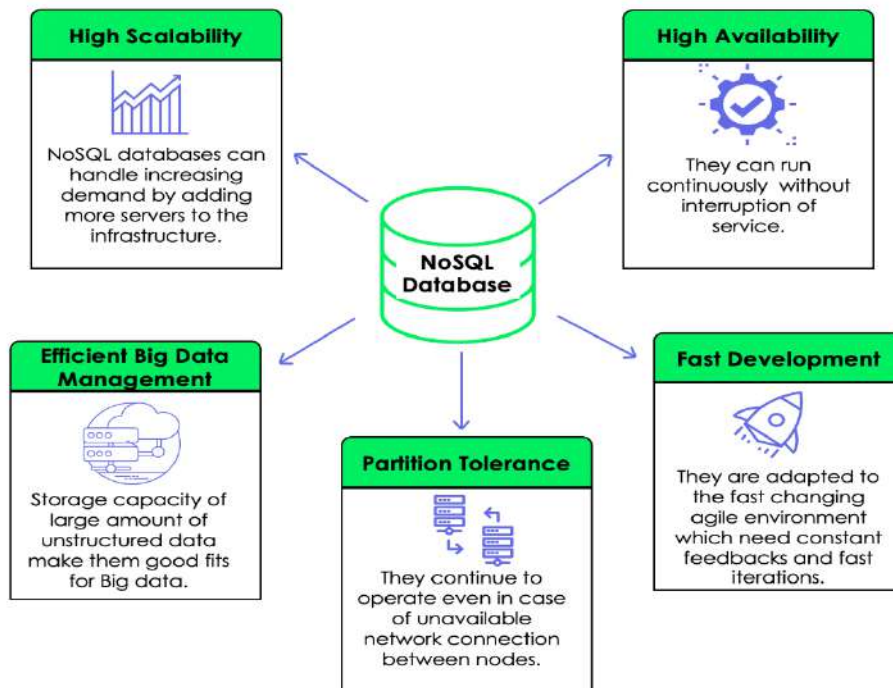 High Scalability
NoSQL databases can
handle increasing
demand by adding
more servers to the
infrastructure.
High Availability
They can run
continuously without
interruption of
service.
NoSQL
Database
Efficient Big Data
Management
Storage capacity of
large amount of
unstructured data
make them good fits
for Big data.
Partition Tolerance
They continue to
operate even in case
of unavailable
network connection
between nodes.
Fast Development
They are adapted to
the fast changing
agile environment
which need constant
feedbacks and fast
iterations.